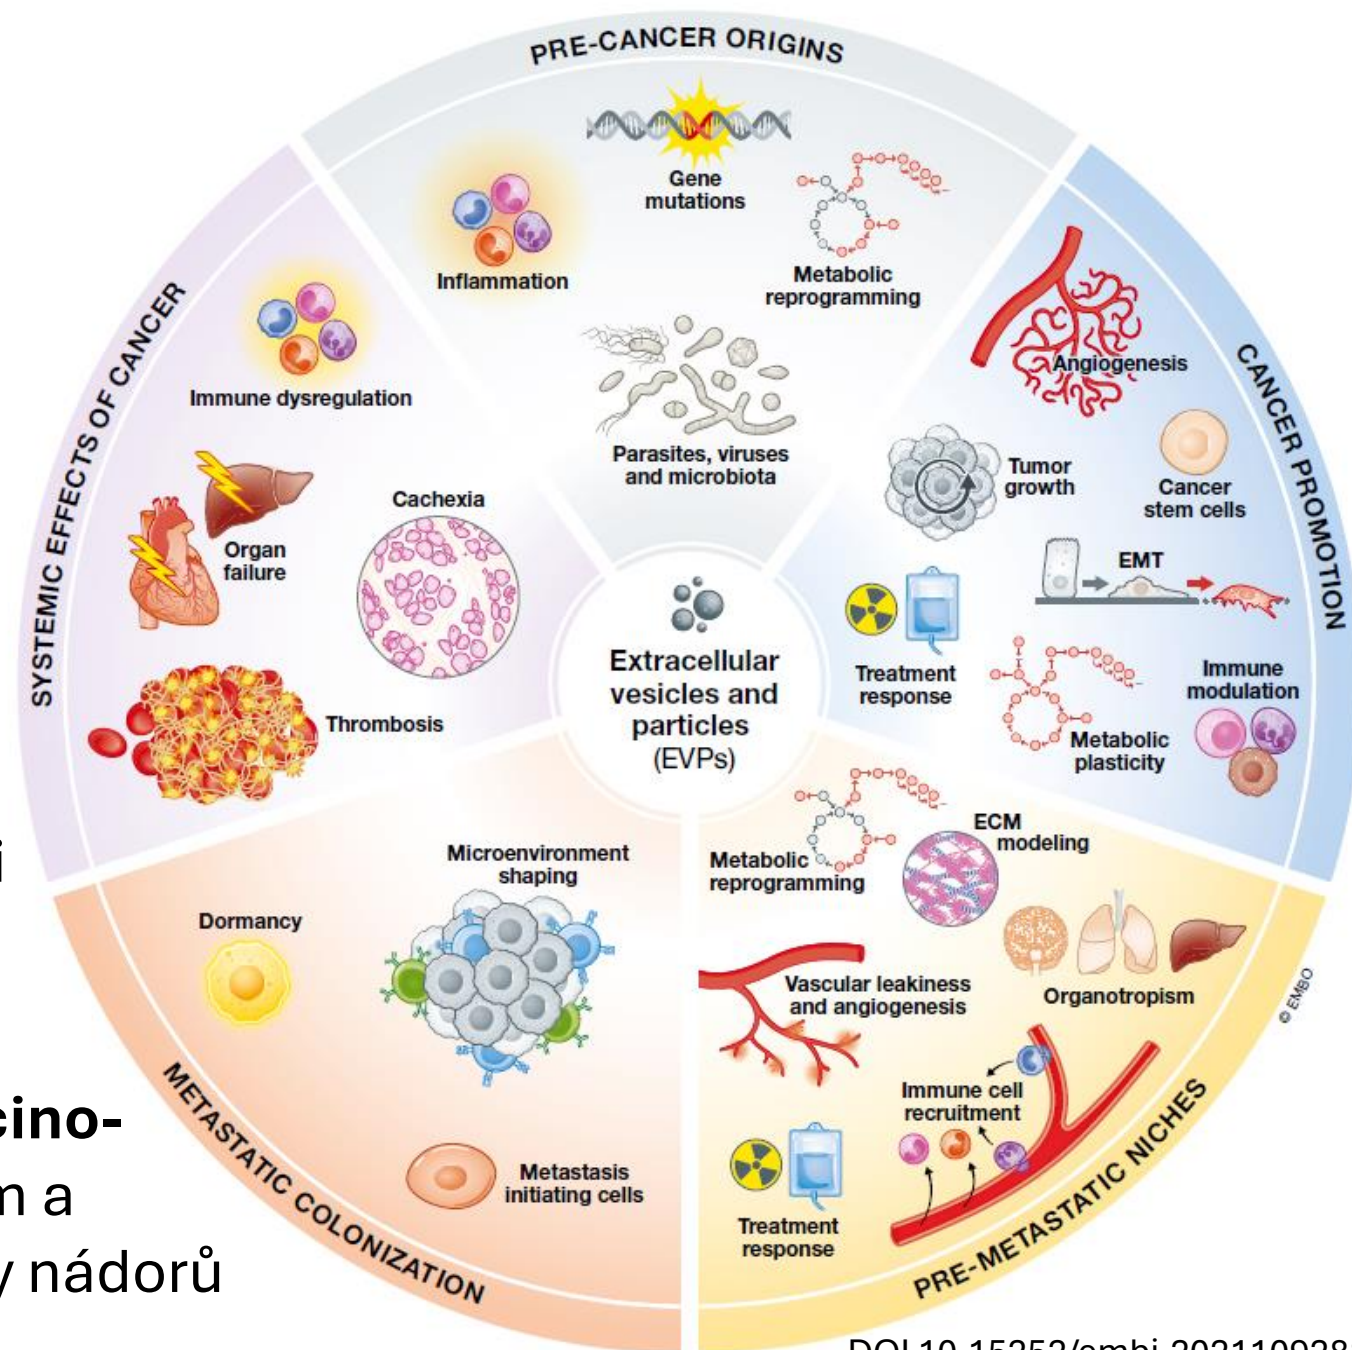 PRE-CANCER ORIGINS
Gene
mutations
Inflammation
Metabolic
reprogramming
Parasites, viruses
and microbiota
CANCER PROMOTION
Angiogenesis
Tumor
growth
Cancer
stem cells
EMT
Treatment
response
Immune
modulation
Metabolic
plasticity
SYSTEMIC EFFECTS OF CANCER
Immune dysregulation
Organ
failure
Cachexia
Thrombosis
Extracellular
vesicles and
particles
(EVPs)
PRE-METASTATIC NICHES
Metabolic
reprogramming
ECM
modeling
Vascular leakiness
and angiogenesis
Organotropism
Immune cell
recruitment
Treatment
response
METASTATIC COLONIZATION
Microenvironment
shaping
Dormancy
Metastasis
initiating cells
© EMBO
i
cino-
m a
y nádorů